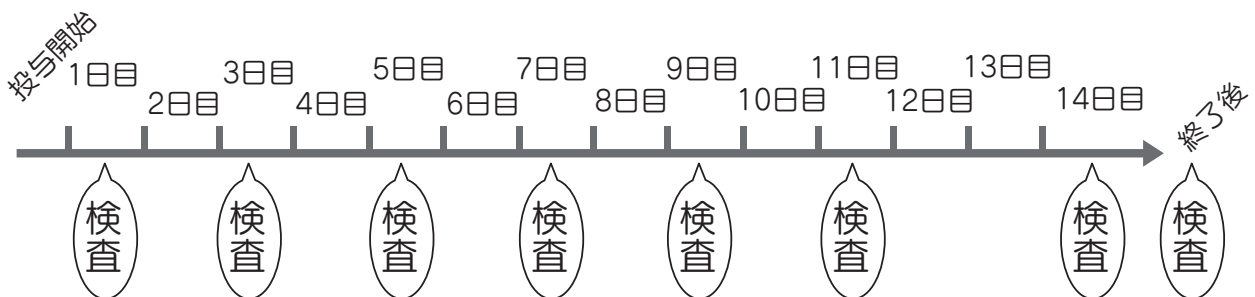 投与開始
1日目
2日目
3日目
4日目
5日目
6日目
7日目
8日目
9日目
10日目
11日目
12日目
13日目
14日目
終了後
検査
検査
検査
検査
検査
検査
検査
検査